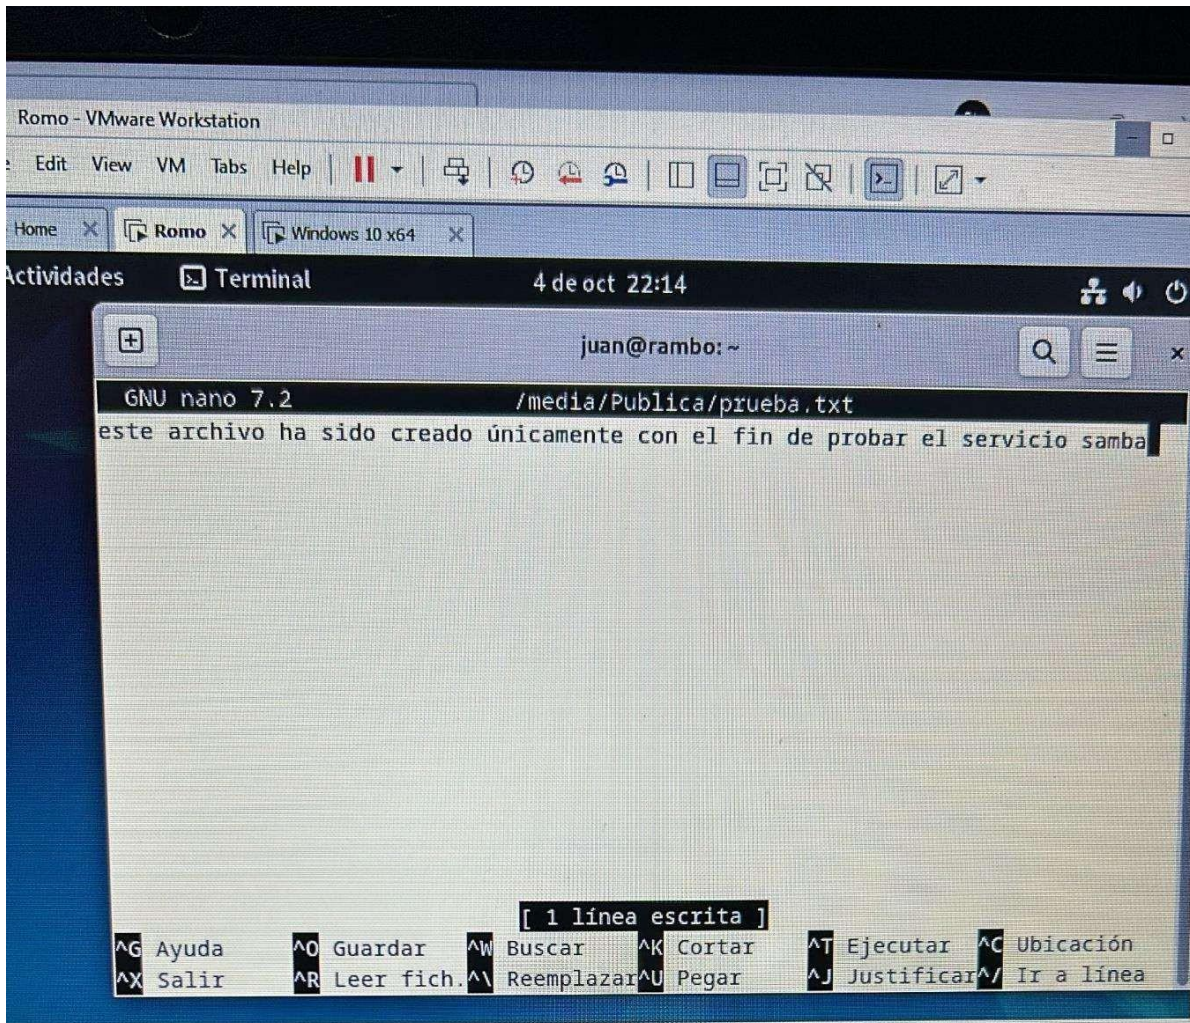 Romo - VMware Workstation
Edit View VM Tabs Help
Home Romo Windows 10 x64
Actividades Terminal 4 de oct 22:14
juan@rambo: ~
GNU nano 7.2 /media/Publica/prueba.txt
este archivo ha sido creado únicamente con el fin de probar el servicio samba
[ 1 línea escrita ]
^G Ayuda ^O Guardar ^W Buscar ^K Cortar ^T Ejecutar ^C Ubicación
^X Salir ^R Leer fich. ^\ Reemplazar ^U Pegar ^J Justificar ^/ Ir a línea